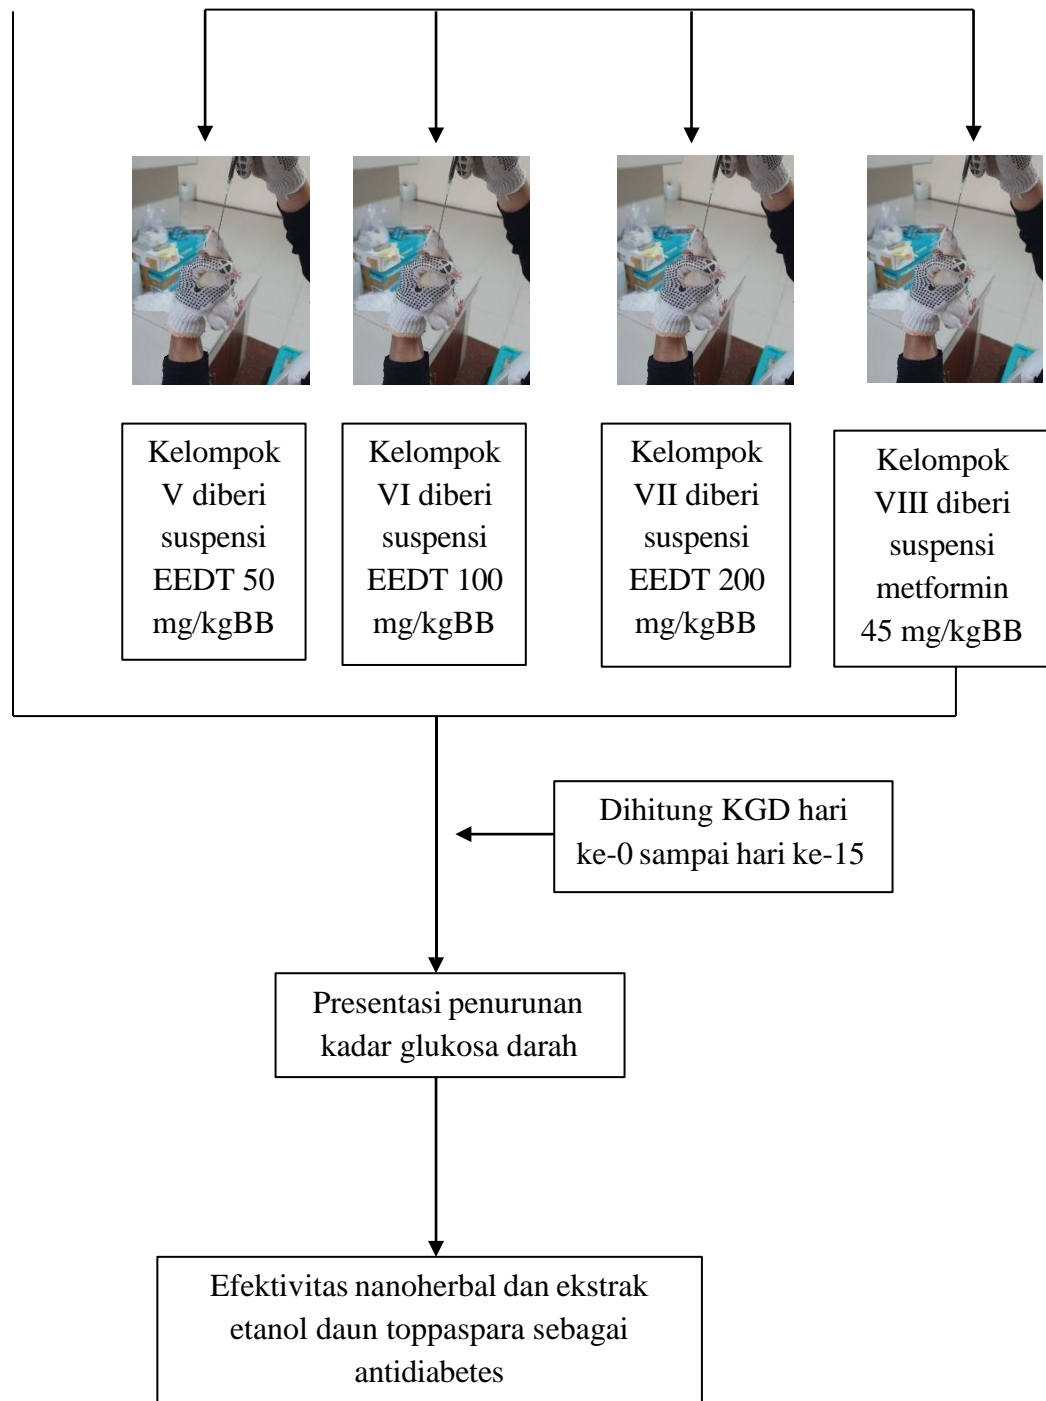 Kelompok
V diberi
suspensi
EEDT 50
mg/kgBB
Kelompok
VI diberi
suspensi
EEDT 100
mg/kgBB
Kelompok
VII diberi
suspensi
EEDT 200
mg/kgBB
Kelompok
VIII diberi
suspensi
metformin
45 mg/kgBB
Dihitung KGD hari
ke-0 sampai hari ke-15
Presentasi penurunan
kadar glukosa darah
Efektivitas nanoherbal dan ekstrak
etanol daun toppaspara sebagai
antidiabetes